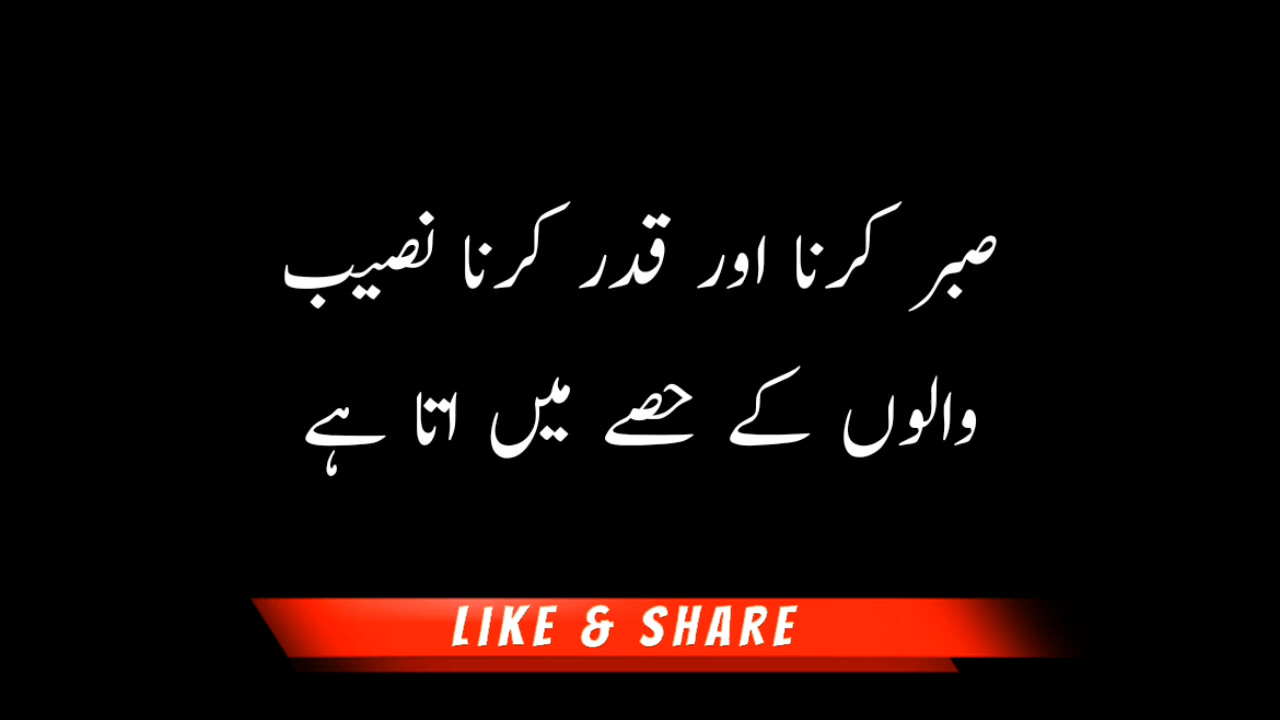 صبر کرنا اور قدر کرنا نصیب
والوں کے حصے میں اتا ہے
LIKE & SHARE